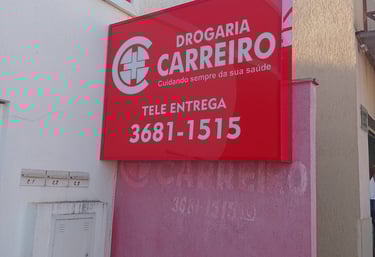 DROGARIA
CARREIRO
Cuidando sempre da sua saúde
TELE ENTREGA
3681-1515
CARREIRO
3681-1515